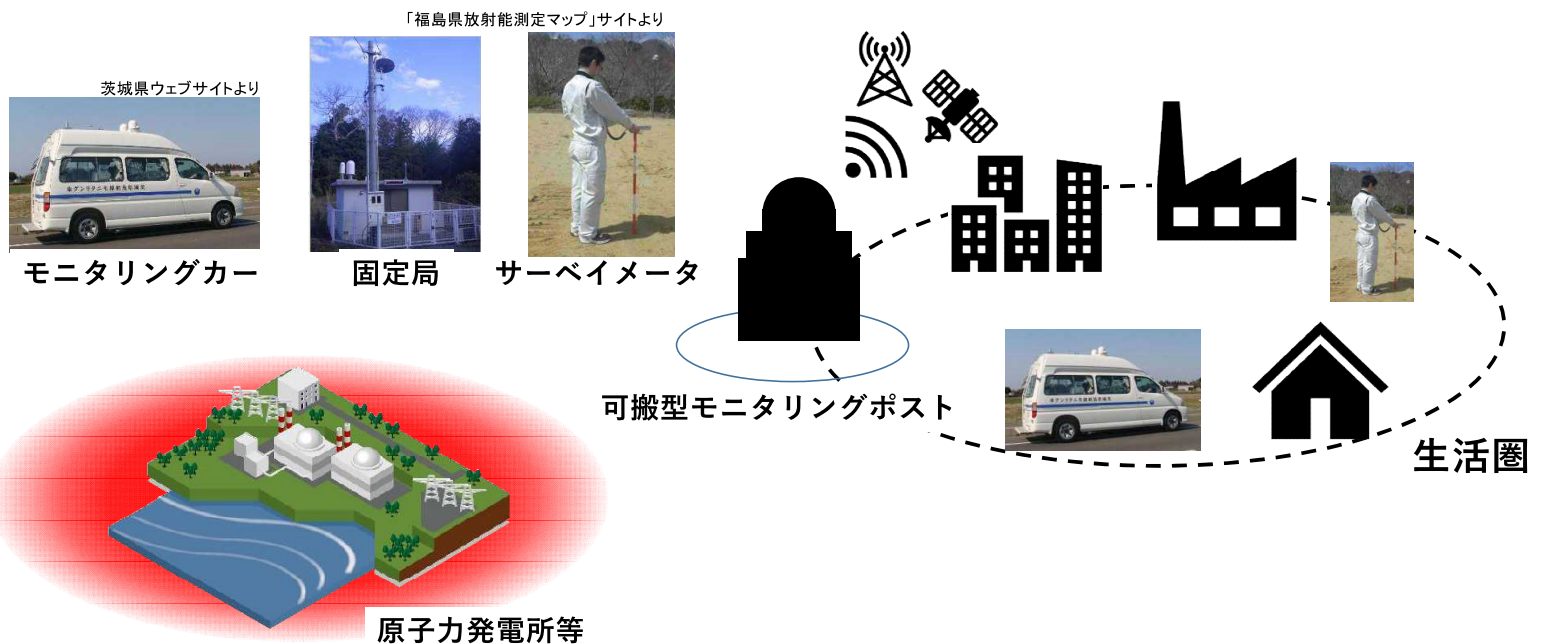 「福島県放射能測定マップ」サイトより
茨城県ウェブサイトより
モニタリングカー
固定局
サーベイメータ
可搬型モニタリングポスト
生活圏
原子力発電所等